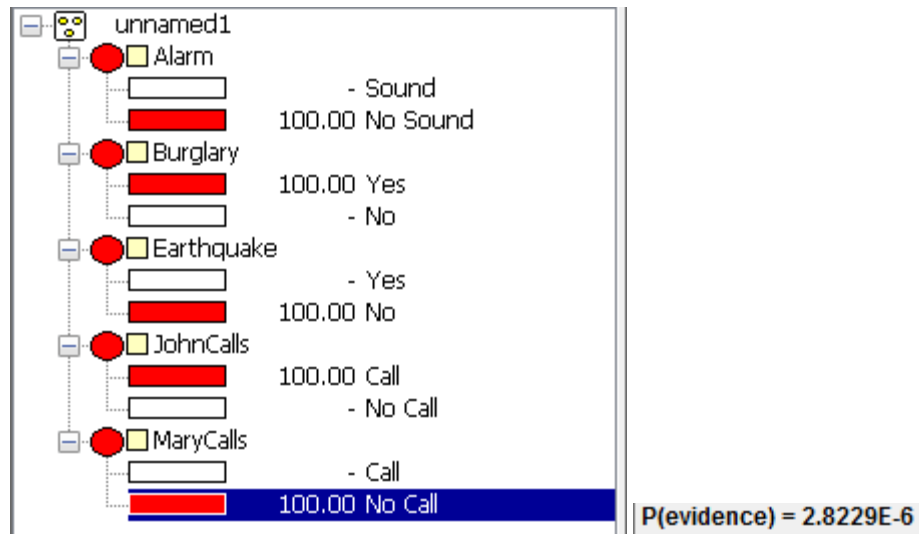 unnamed1
Alarm
- Sound
100.00 No Sound
Burglary
100.00 Yes
- No
Earthquake
- Yes
100.00 No
JohnCalls
100.00 Call
- No Call
MaryCalls
- Call
100.00 No Call
P(evidence) = 2.8229E-6